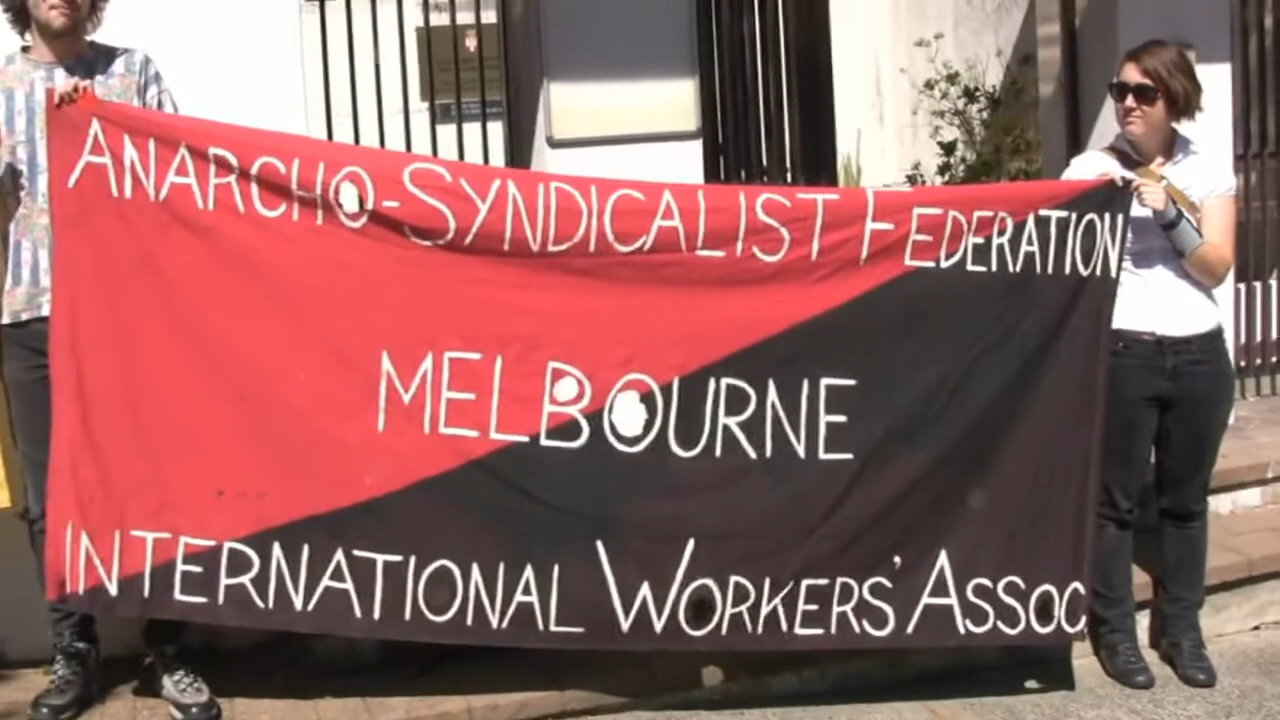 ANARCHO-SYNDICALIST FEDERATION
MELBOURNE
INTERNATIONAL WORKERS' ASSOC